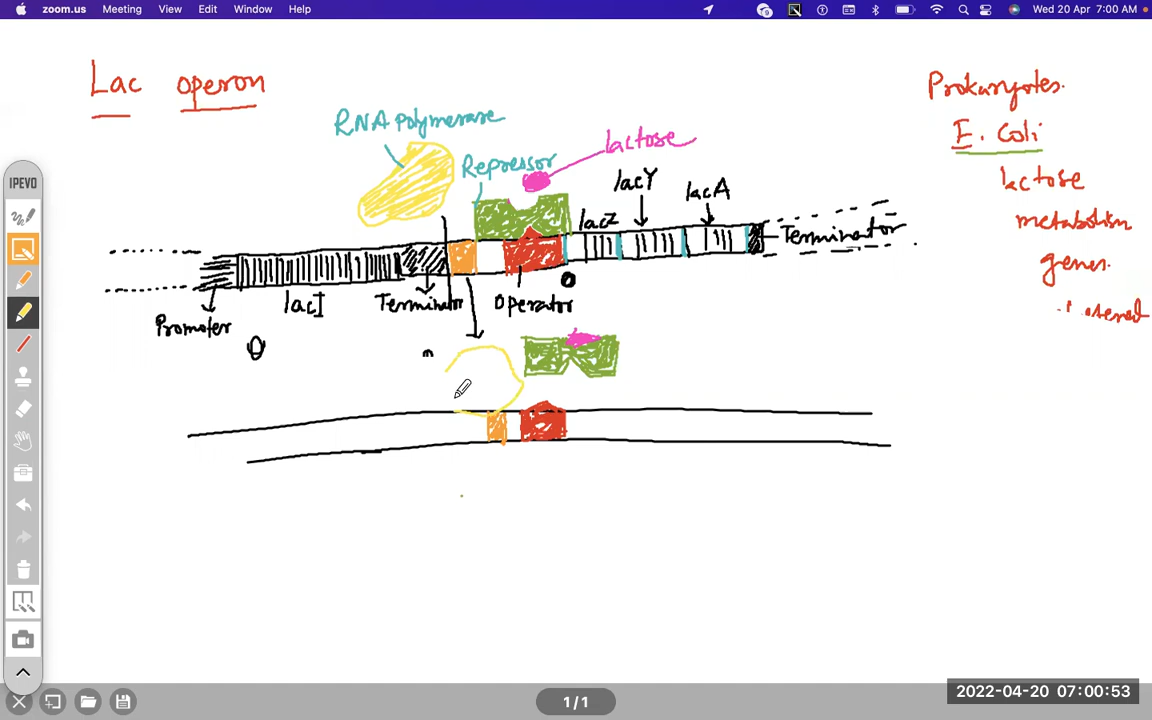 zoom.us Meeting View Edit Window Help Wed 20 Apr 7:00 AM
Lac operon
RNA polymerase
Repressor
lactose
lacZ
lacY
lacA
Terminator
lacI
Terminator
Operator
Promoter
Prokaryotes.
E. Coli
lactose
metabolism
genes.
IPEVO
1/1
2022-04-20 07:00:53